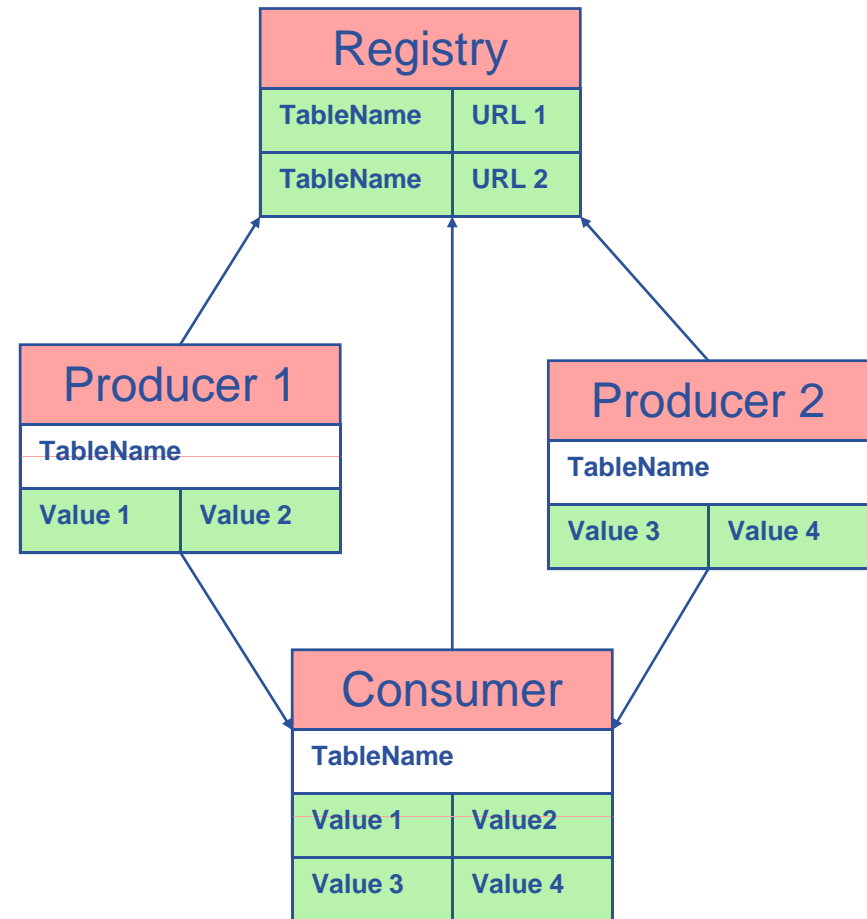 Registry
TableName URL 1
TableName URL 2
Producer 1
TableName
Value 1 Value 2
Producer 2
TableName
Value 3 Value 4
Consumer
TableName
Value 1 Value2
Value 3 Value 4